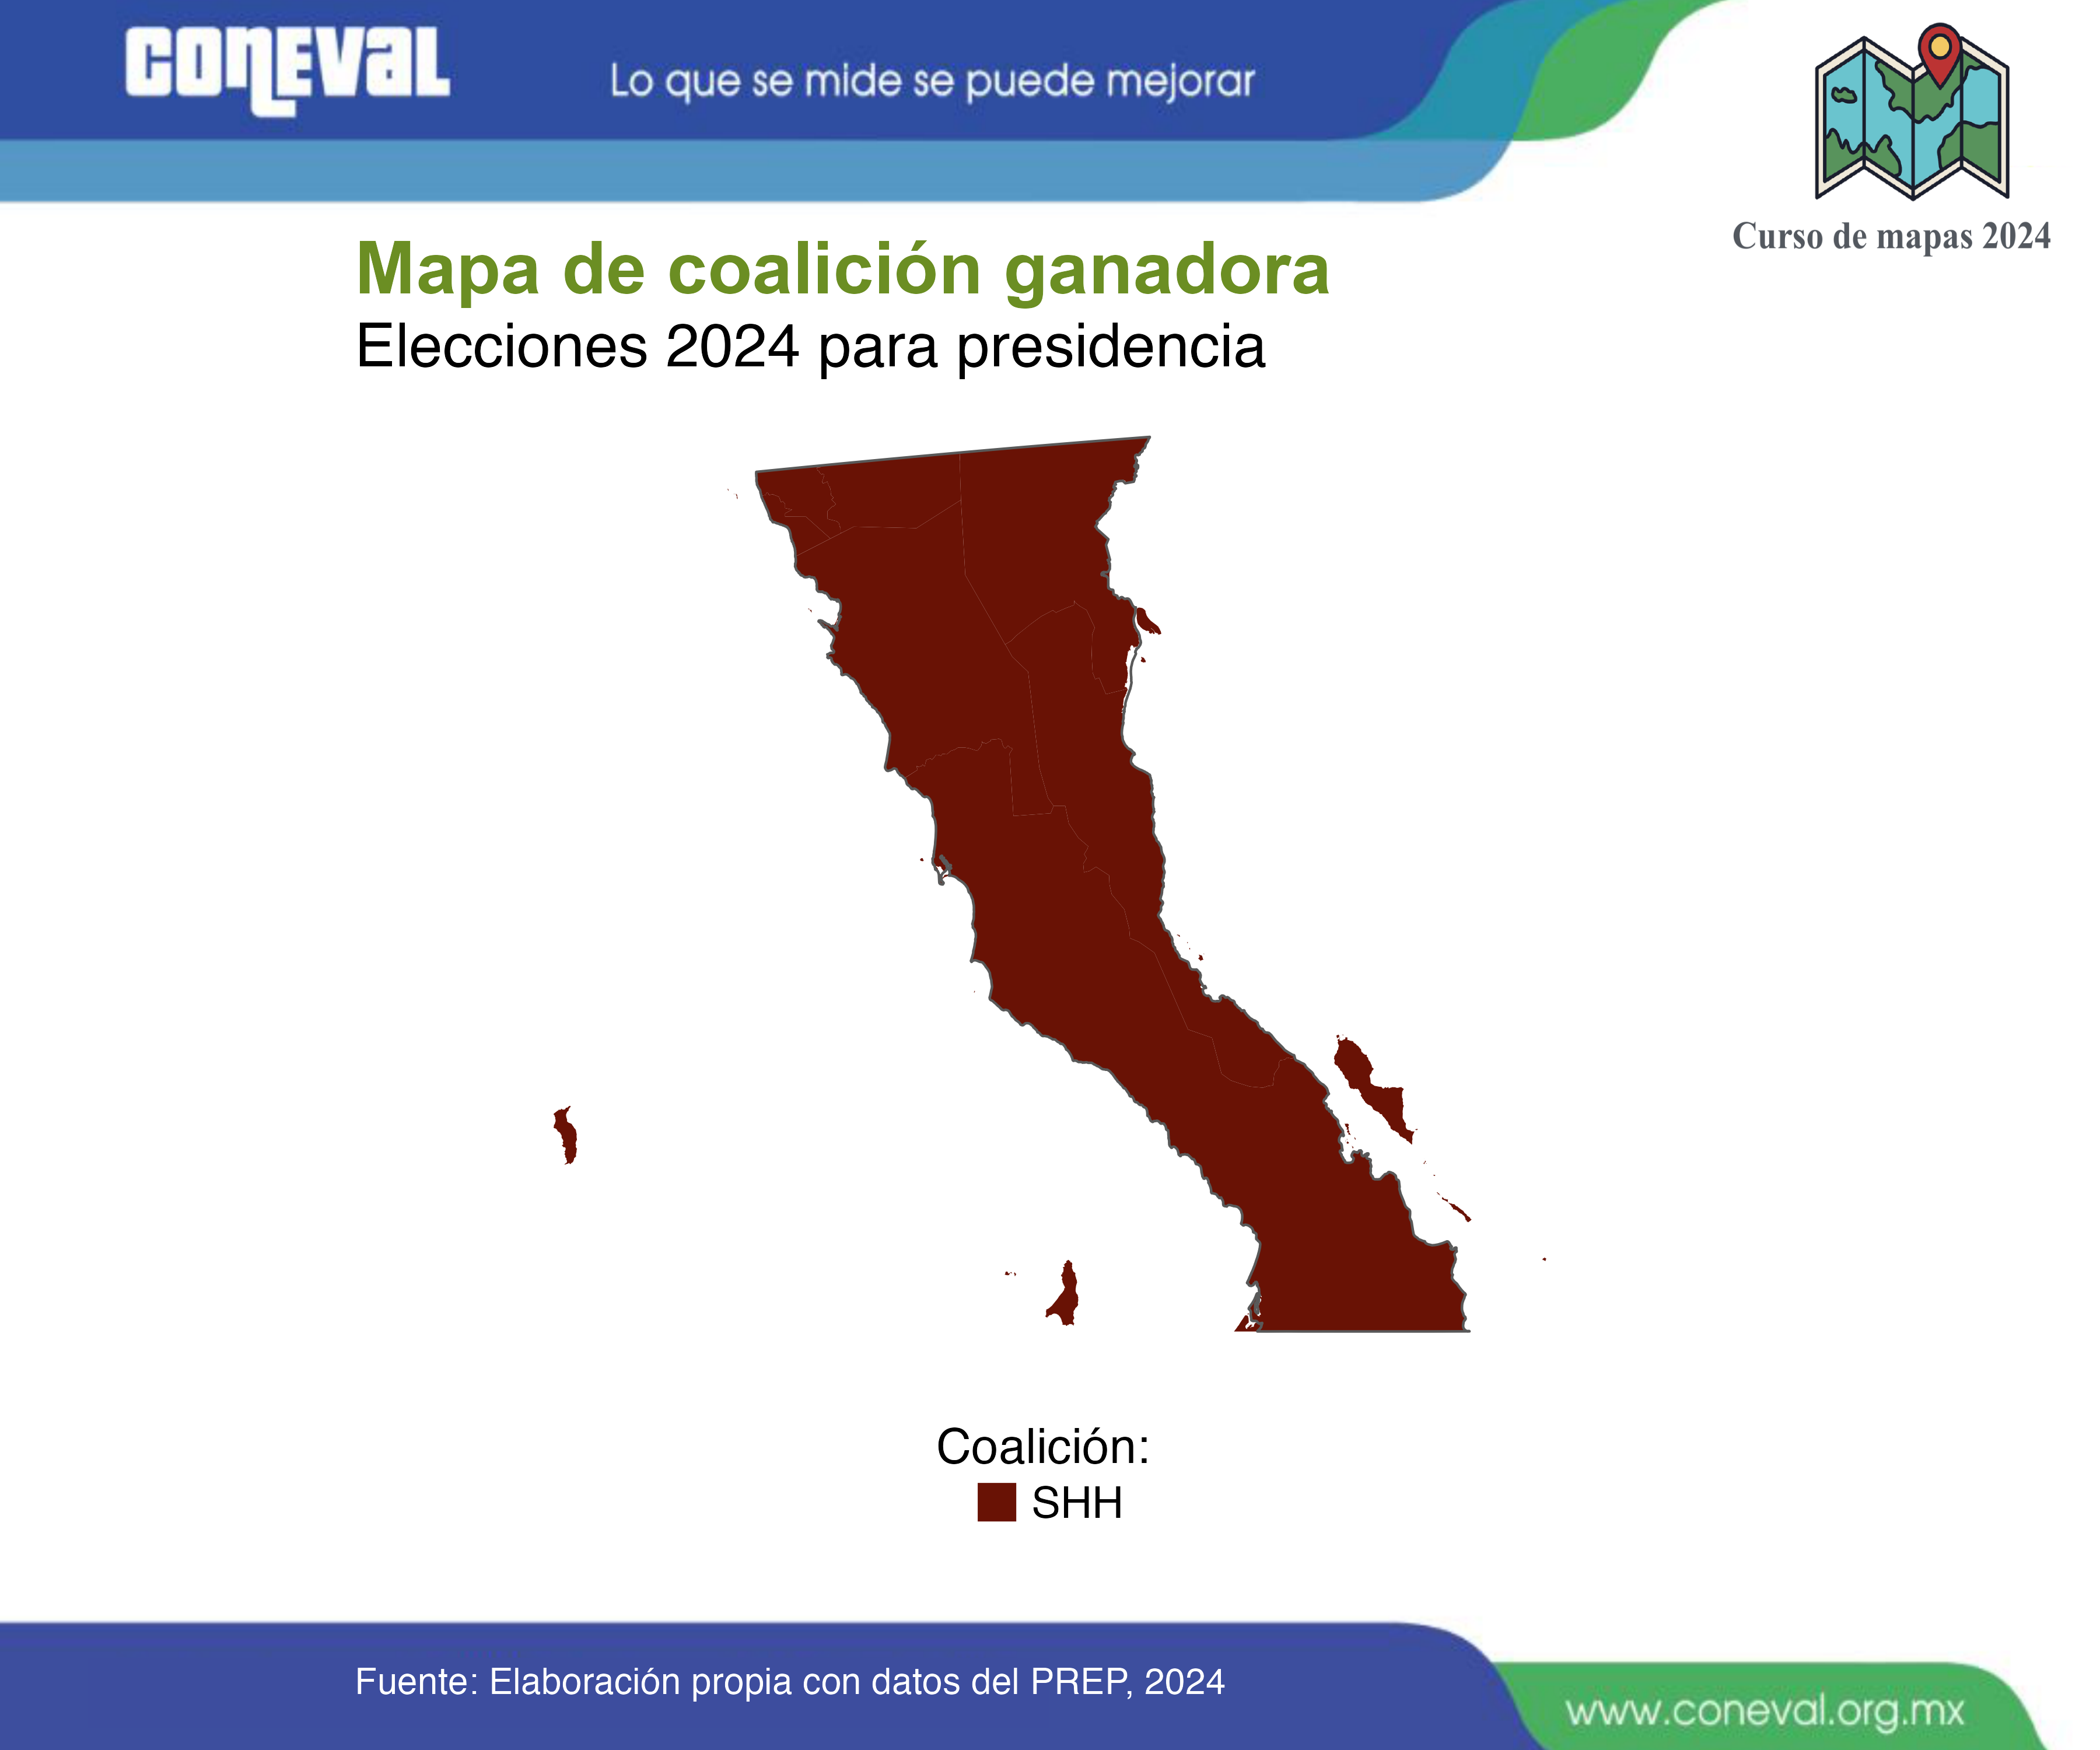 CONEVAL
Lo que se mide se puede mejorar
Curso de mapas 2024
Mapa de coalición ganadora
Elecciones 2024 para presidencia
Coalición:
SHH
Fuente: Elaboración propia con datos del PREP, 2024
www.coneval.org.mx